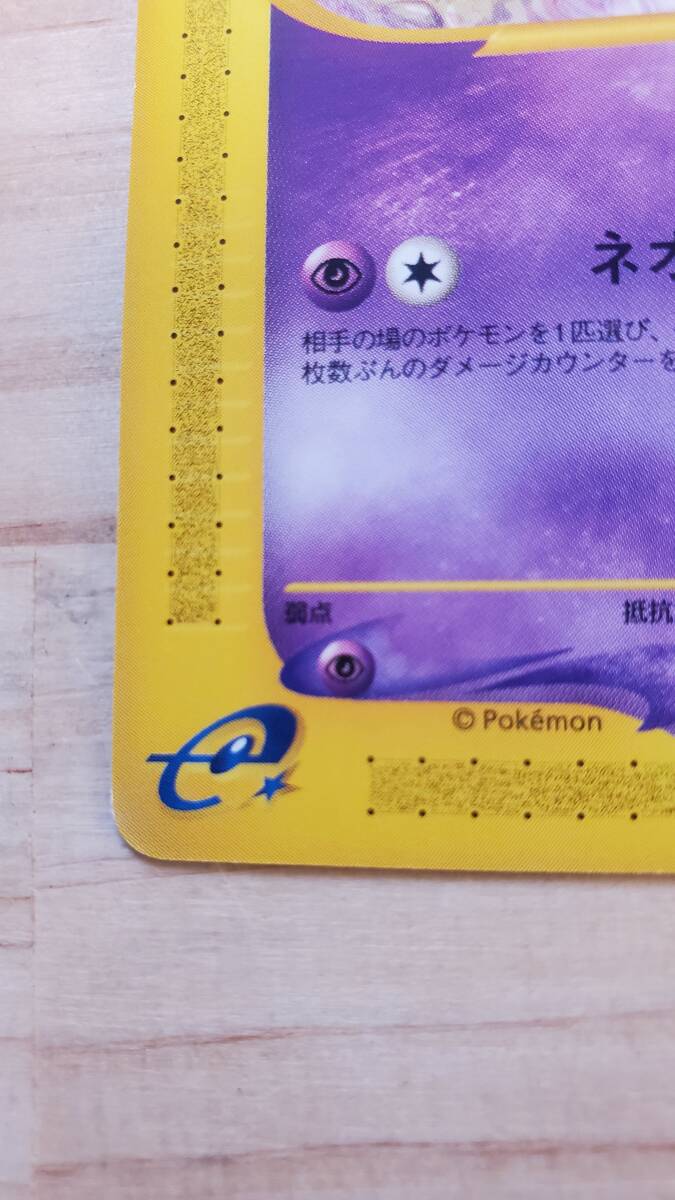 ネオ
相手の場のポケモンを1匹選び、
枚数ぶんのダメージカウンターを
弱点 抵抗
© Pokémon